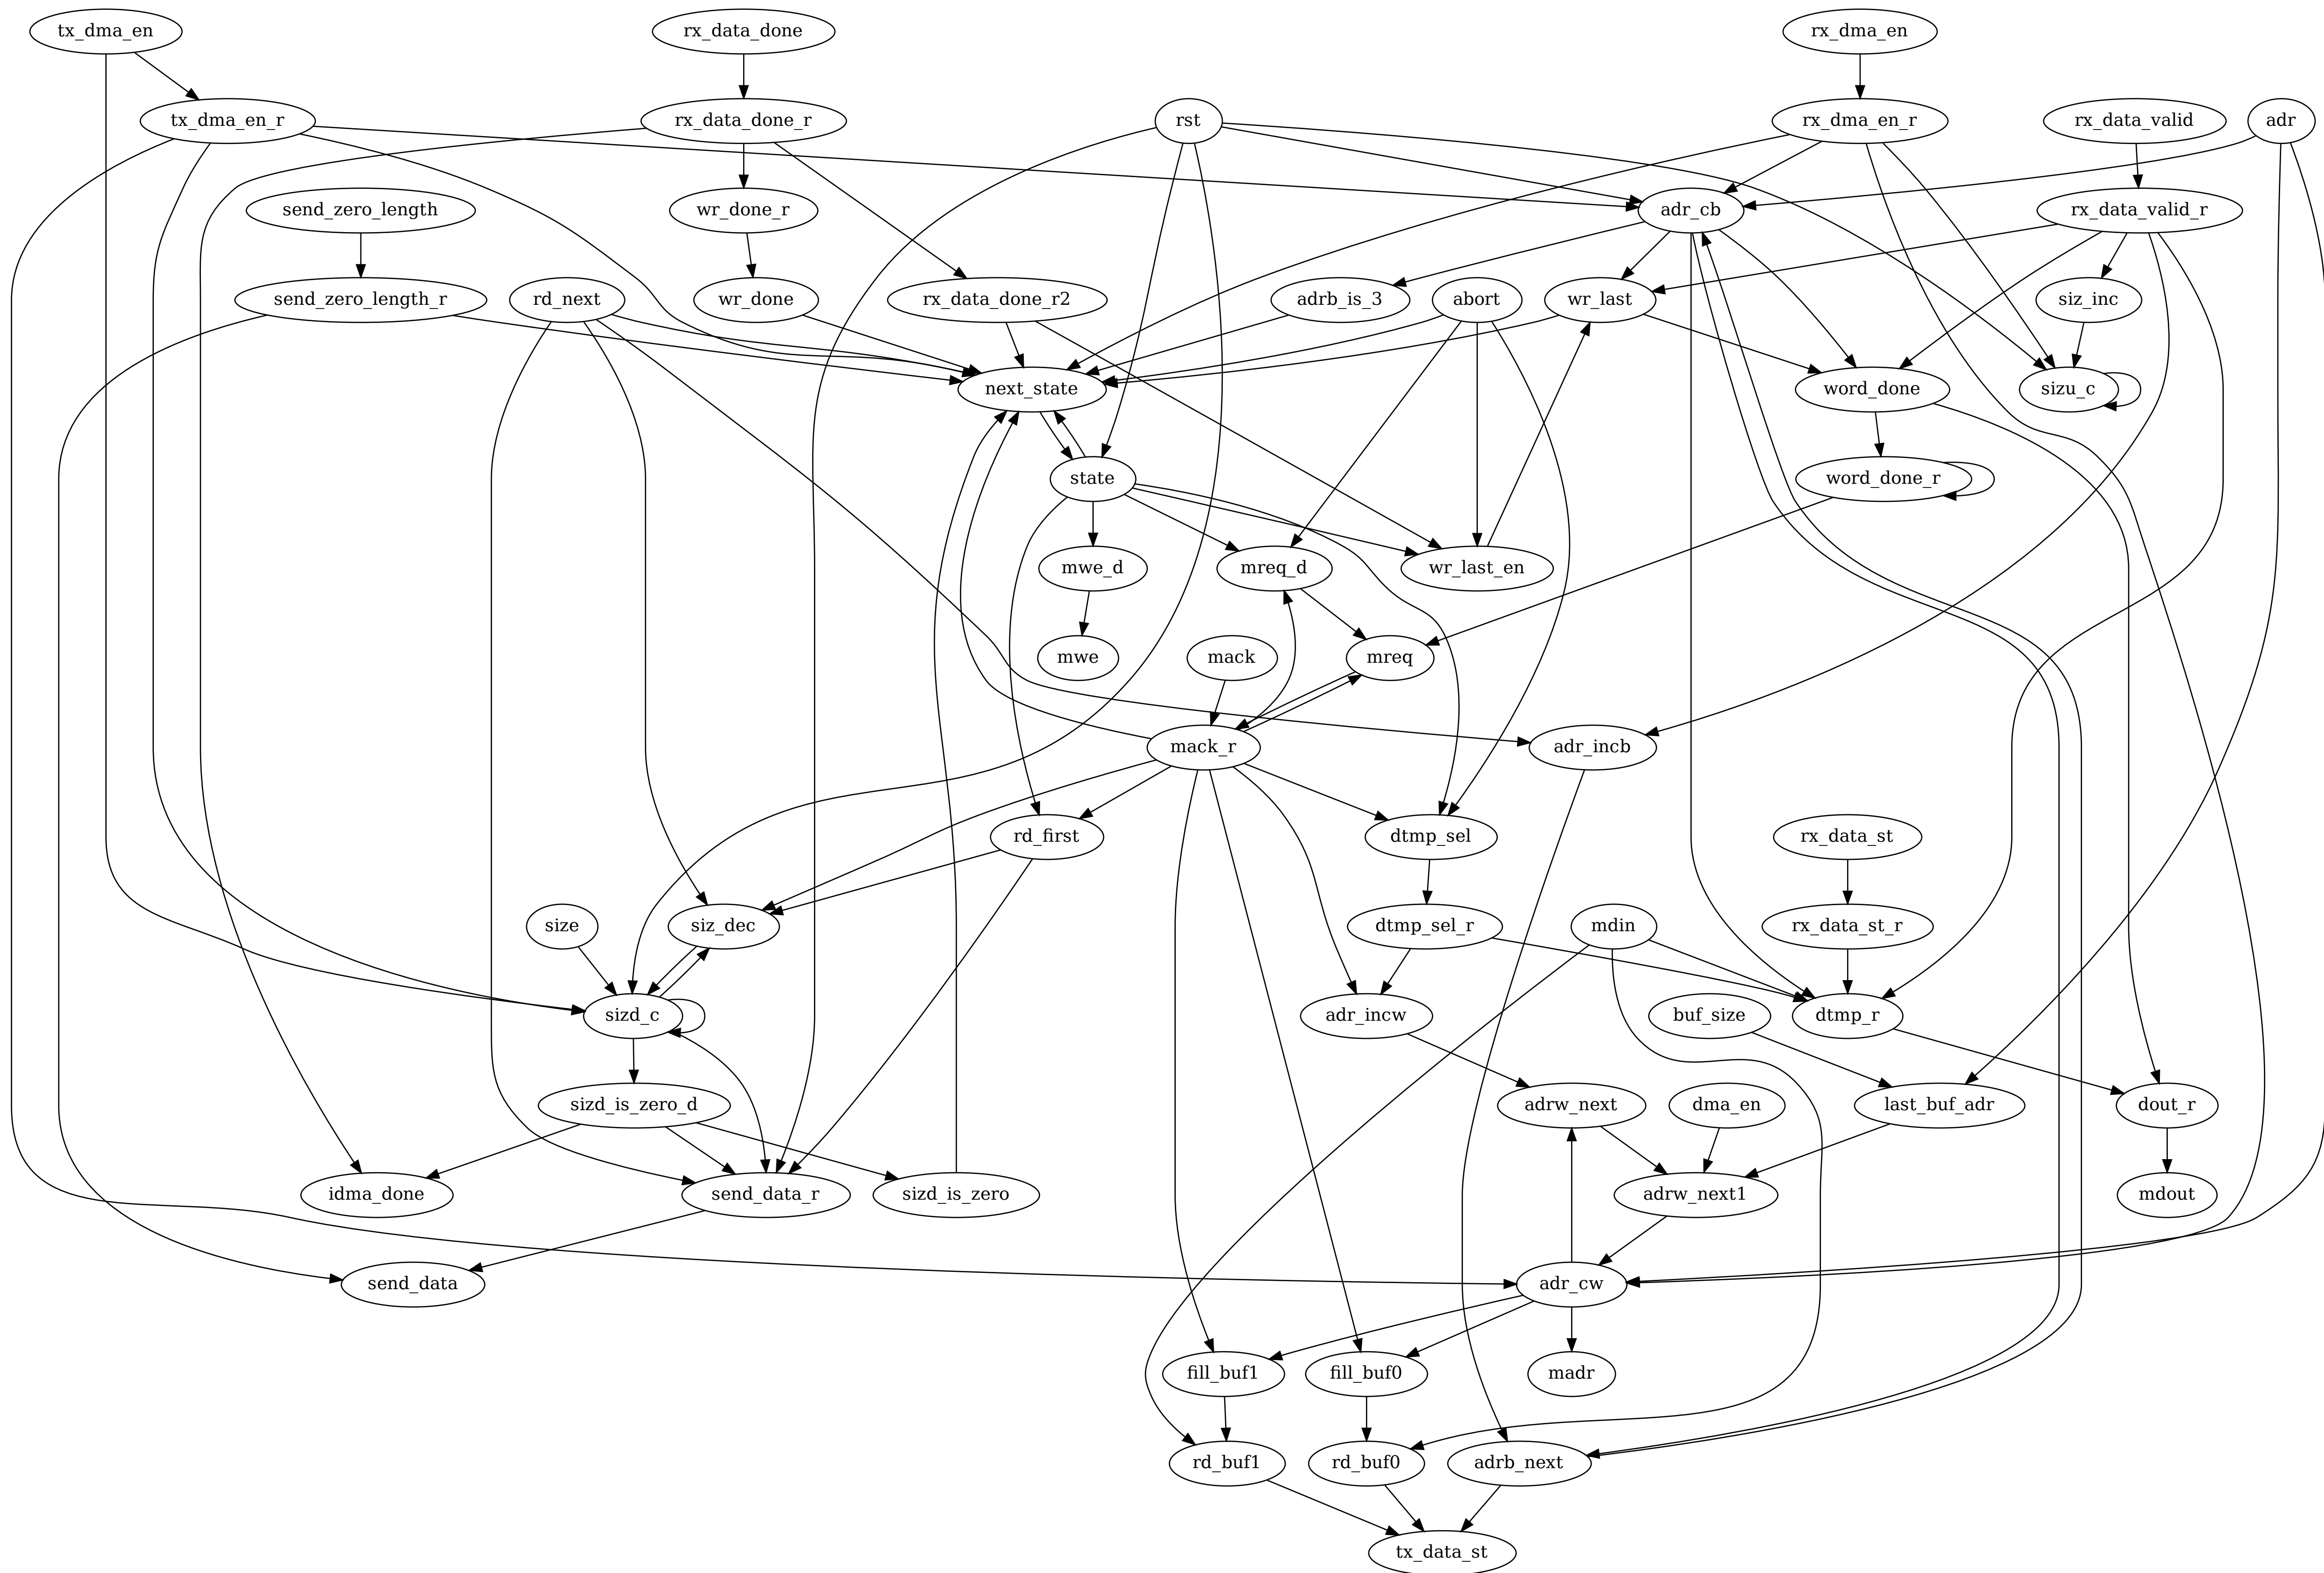 tx_dma_en
rx_data_done
rx_dma_en
tx_dma_en_r
rx_data_done_r
rst
rx_dma_en_r
rx_data_valid
adr
send_zero_length
wr_done_r
adr_cb
rx_data_valid_r
send_zero_length_r
rd_next
wr_done
rx_data_done_r2
adrb_is_3
abort
wr_last
siz_inc
next_state
word_done
sizu_c
state
word_done_r
mwe_d
mreq_d
wr_last_en
mwe
mack
mreq
mack_r
adr_incb
rd_first
dtmp_sel
rx_data_st
size
siz_dec
dtmp_sel_r
mdin
rx_data_st_r
sizd_c
adr_incw
buf_size
dtmp_r
sizd_is_zero_d
adrw_next
dma_en
last_buf_adr
dout_r
idma_done
send_data_r
sizd_is_zero
adrw_next1
mdout
send_data
adr_cw
fill_buf1
fill_buf0
madr
rd_buf1
rd_buf0
adrb_next
tx_data_st